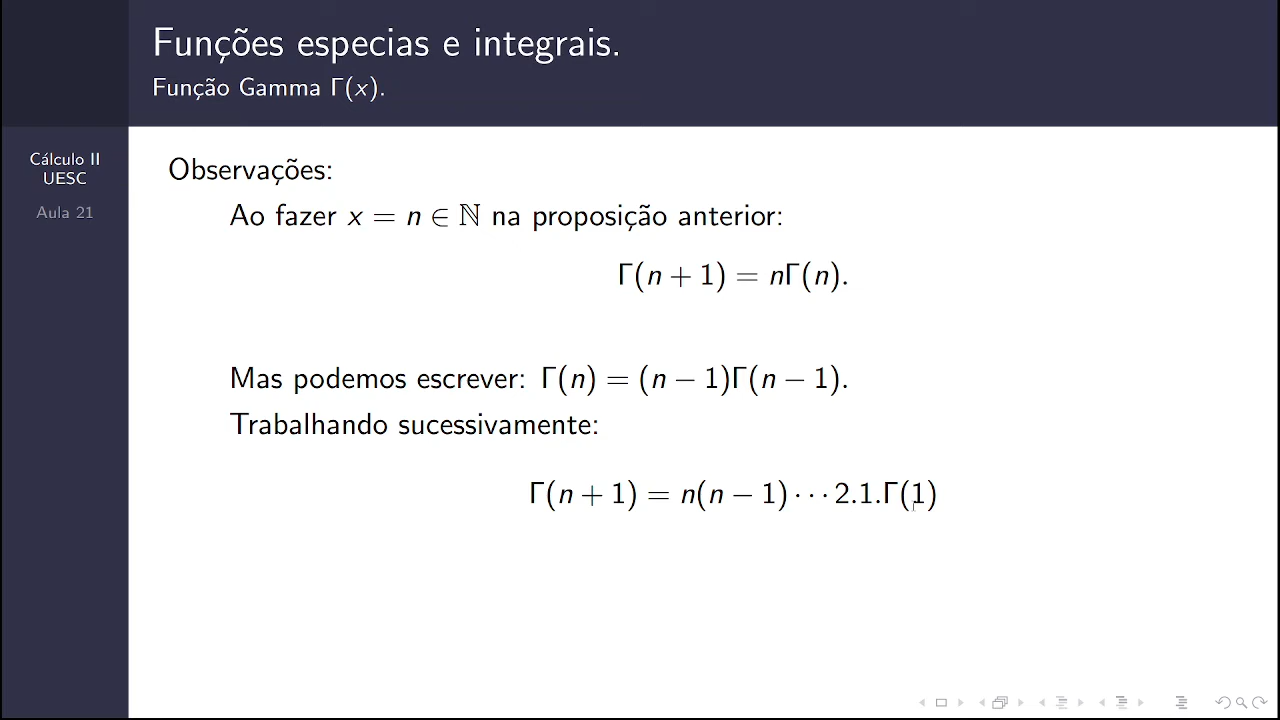 Funções especias e integrais.
Função Gamma Γ(x).
Cálculo II
UESC
Aula 21
Observações:
Ao fazer x = n ∈ ℕ na proposição anterior:
Γ(n + 1) = nΓ(n).
Mas podemos escrever: Γ(n) = (n − 1)Γ(n − 1).
Trabalhando sucessivamente:
Γ(n + 1) = n(n − 1) · · · 2.1.Γ(1)